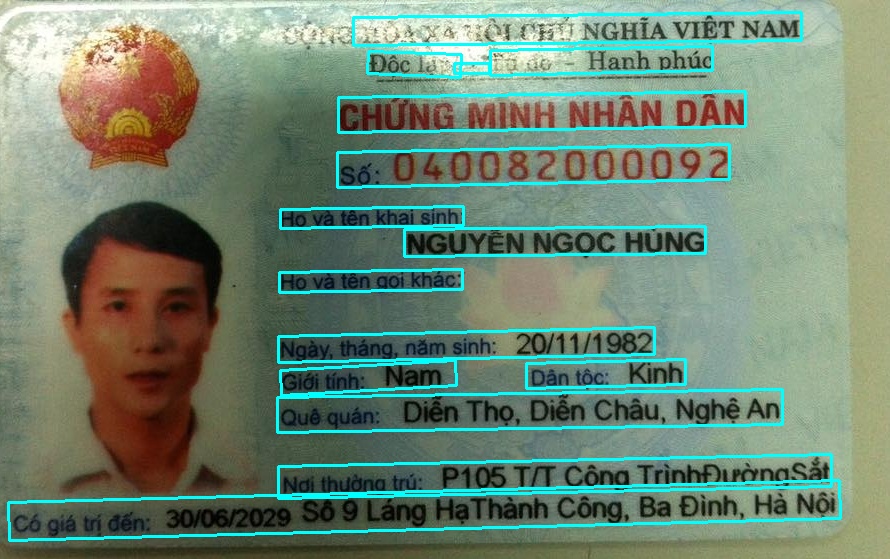 CỘNG HÒA XÃ HỘI CHỦ NGHĨA VIỆT NAM
Độc lập - Tự do - Hạnh phúc
CHỨNG MINH NHÂN DÂN
Số: 040082000092
Họ và tên khai sinh:
NGUYỄN NGỌC HÙNG
Họ và tên gọi khác:
Ngày, tháng, năm sinh: 20/11/1982
Giới tính: Nam Dân tộc: Kinh
Quê quán: Diễn Thọ, Diễn Châu, Nghệ An
Nơi thường trú: P105 T/T Công TrìnhĐườngSắt
Có giá trị đến: 30/06/2029 Số 9 Láng HạThành Công, Ba Đình, Hà Nội